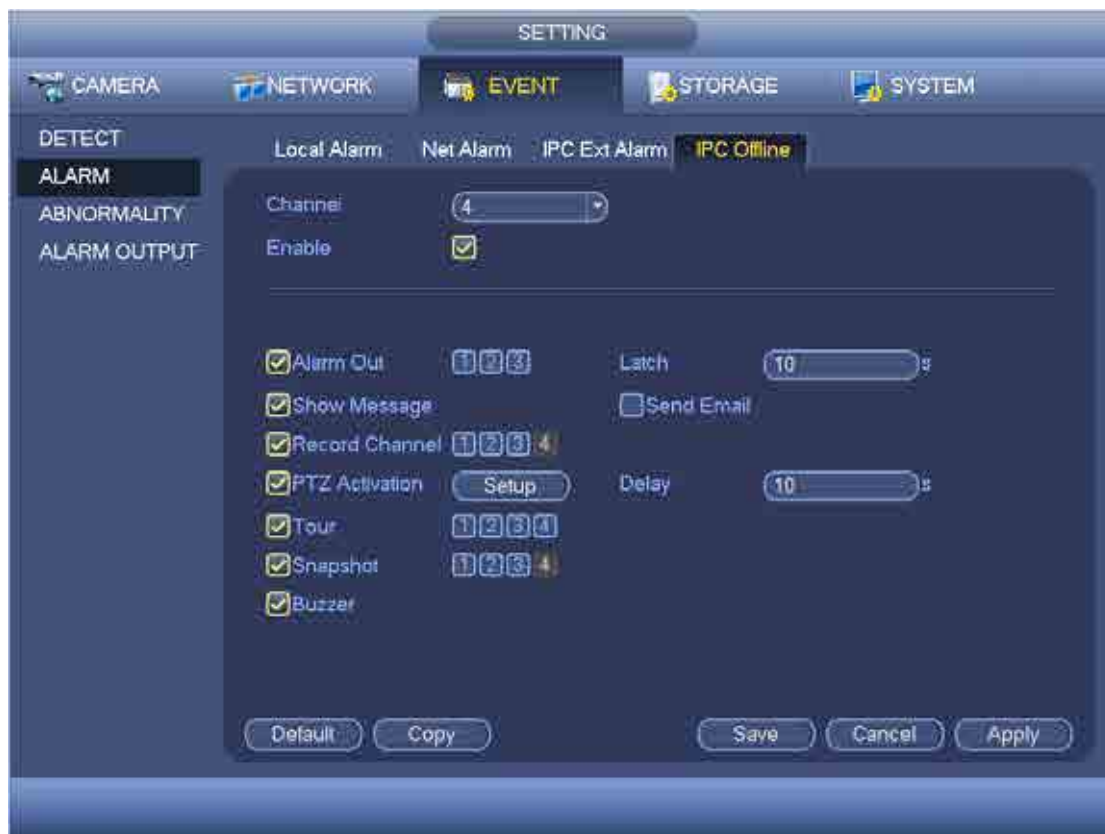 SETTING
CAMERA NETWORK EVENT STORAGE SYSTEM
DETECT
ALARM
ABNORMALITY
ALARM OUTPUT
Local Alarm Net Alarm IPC Ext Alarm IPC Offline
Channel 4
Enable
Alarm Out 1 2 3 Latch 10 s
Show Message Send Email
Record Channel 1 2 3 4
PTZ Activation Setup Delay 10 s
Tour 1 2 3 4
Snapshot 1 2 3 4
Buzzer
Default Copy Save Cancel Apply